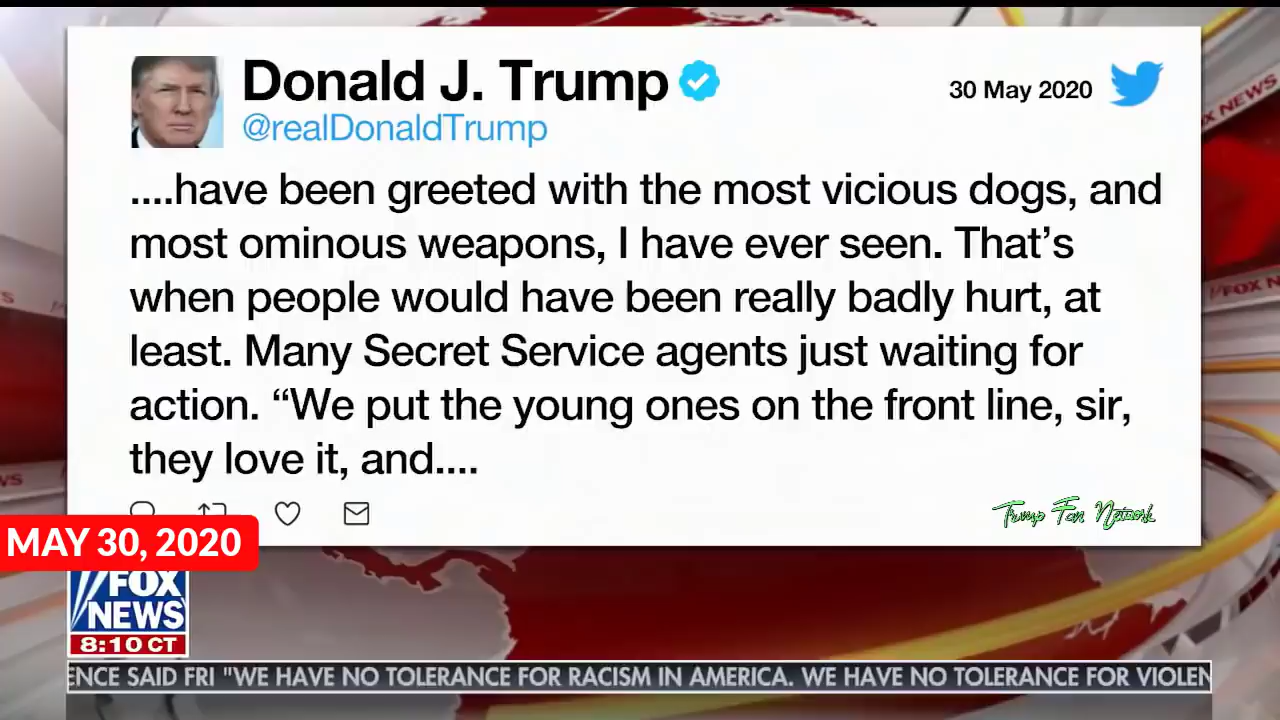 Donald J. Trump
30 May 2020
@realDonaldTrump
....have been greeted with the most vicious dogs, and
most ominous weapons, I have ever seen. That’s
when people would have been really badly hurt, at
least. Many Secret Service agents just waiting for
action. “We put the young ones on the front line, sir,
they love it, and....
Trump Fan Network
MAY 30, 2020
FOX
NEWS
8:10 CT
ENCE SAID FRI "WE HAVE NO TOLERANCE FOR RACISM IN AMERICA. WE HAVE NO TOLERANCE FOR VIOLEN
X NEWS
FOX N
WS